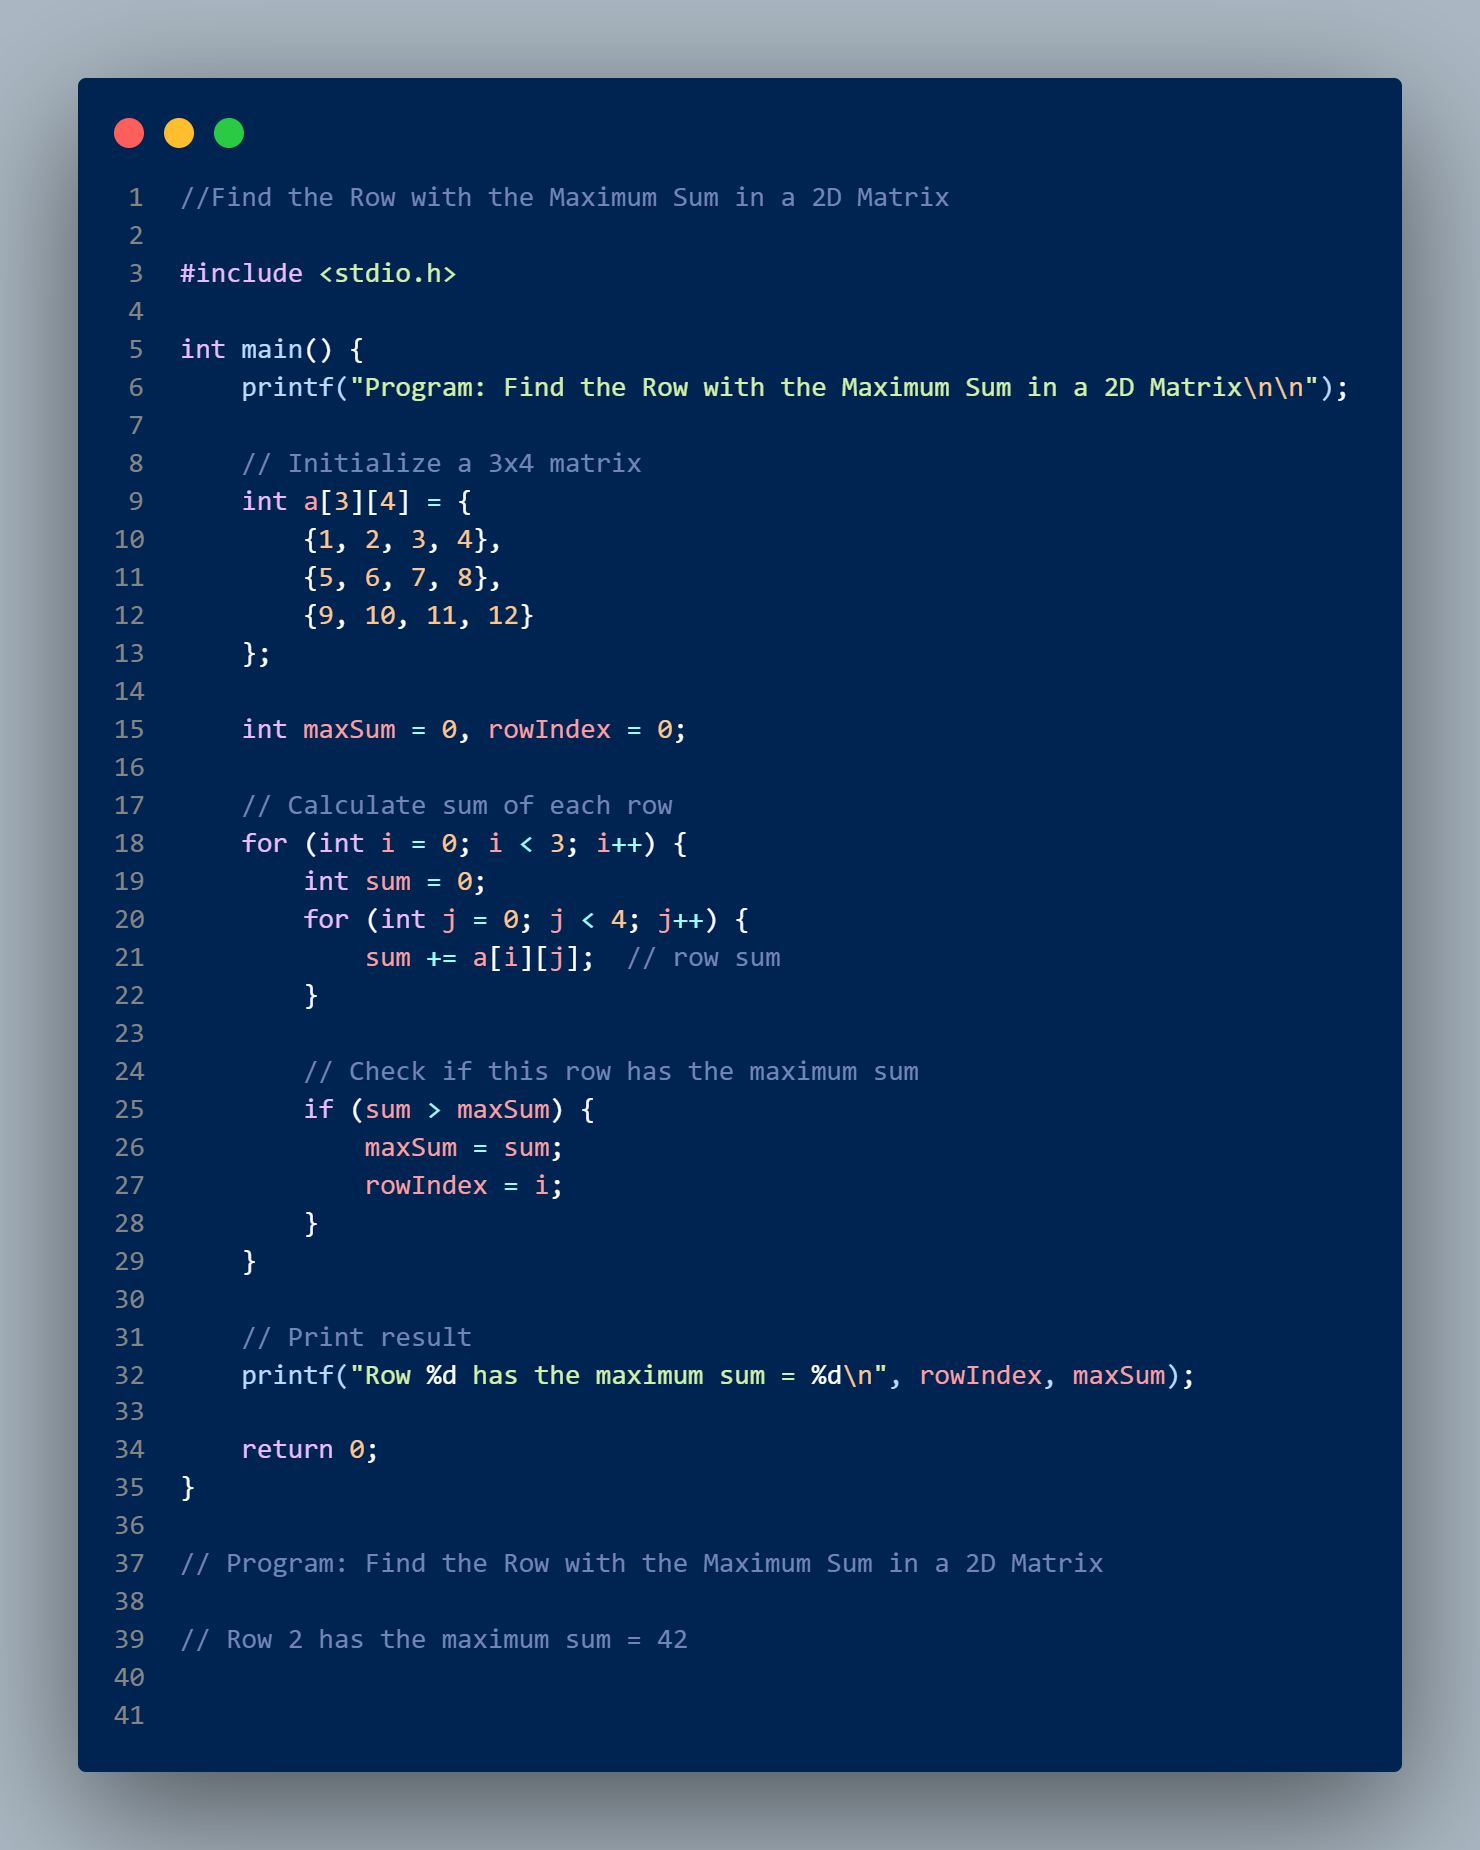 1 //Find the Row with the Maximum Sum in a 2D Matrix
2
3 #include <stdio.h>
4
5 int main() {
6     printf("Program: Find the Row with the Maximum Sum in a 2D Matrix\n\n");
7
8     // Initialize a 3x4 matrix
9     int a[3][4] = {
10         {1, 2, 3, 4},
11         {5, 6, 7, 8},
12         {9, 10, 11, 12}
13     };
14
15     int maxSum = 0, rowIndex = 0;
16
17     // Calculate sum of each row
18     for (int i = 0; i < 3; i++) {
19         int sum = 0;
20         for (int j = 0; j < 4; j++) {
21             sum += a[i][j];  // row sum
22         }
23
24         // Check if this row has the maximum sum
25         if (sum > maxSum) {
26             maxSum = sum;
27             rowIndex = i;
28         }
29     }
30
31     // Print result
32     printf("Row %d has the maximum sum = %d\n", rowIndex, maxSum);
33
34     return 0;
35 }
36
37 // Program: Find the Row with the Maximum Sum in a 2D Matrix
38
39 // Row 2 has the maximum sum = 42
40
41